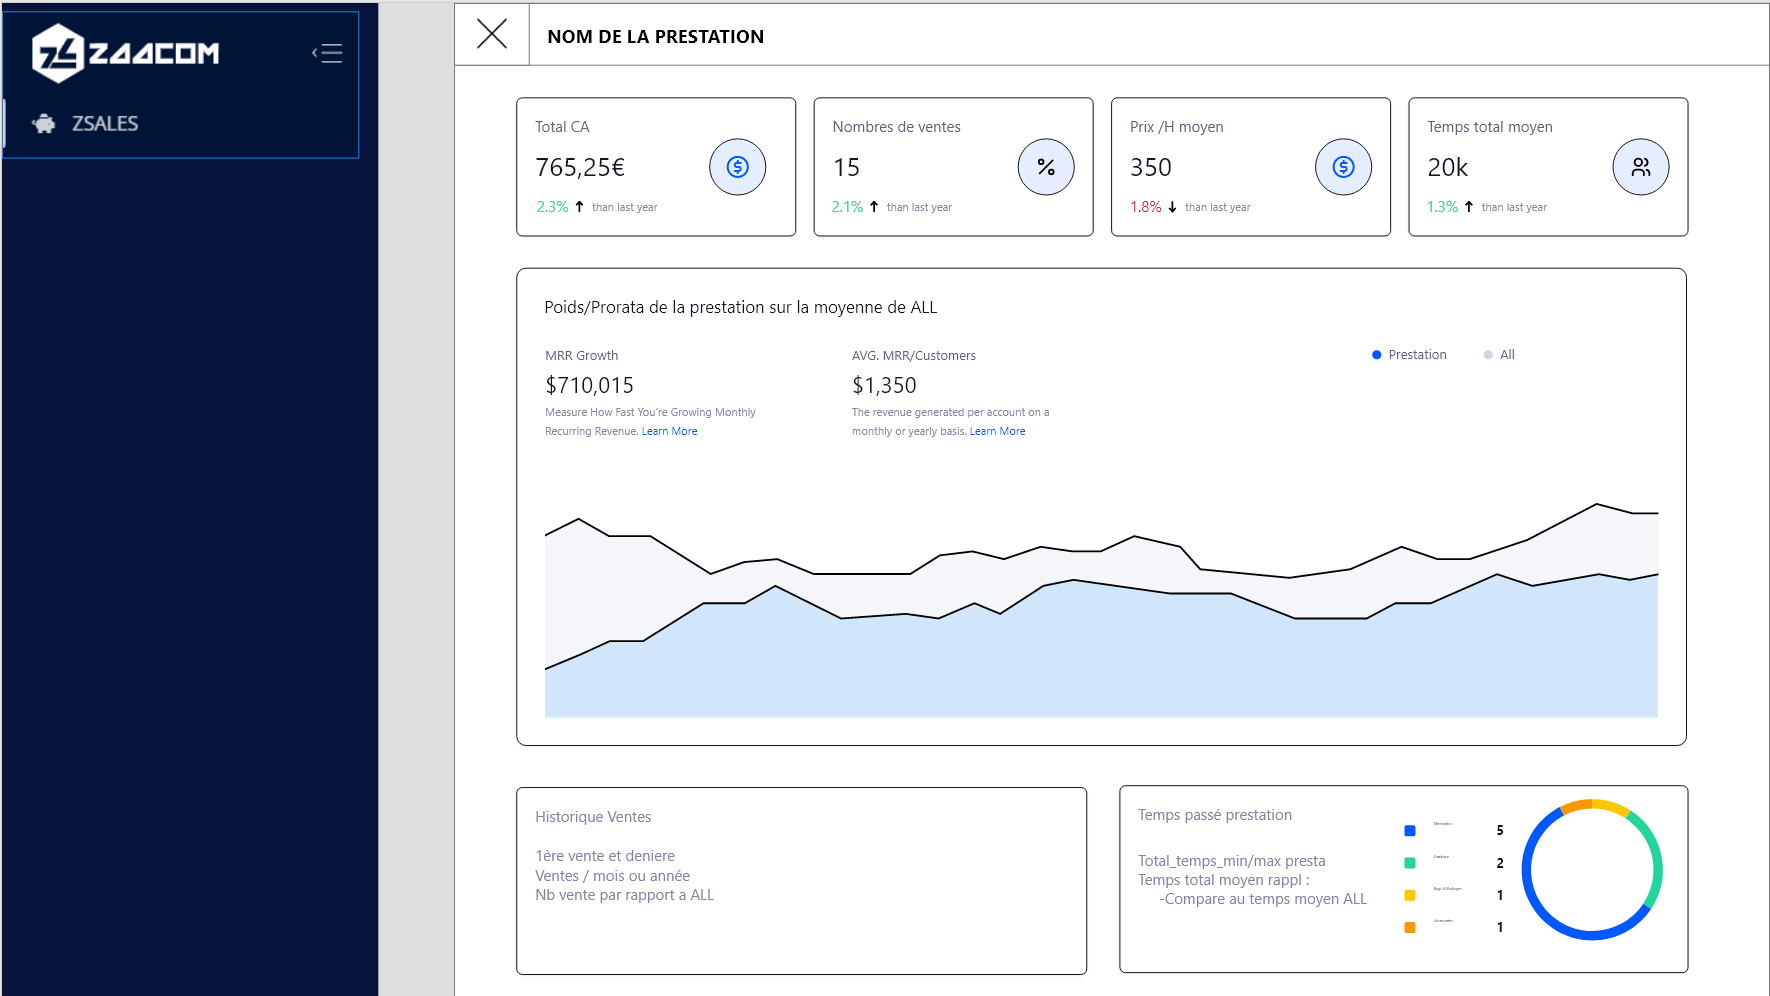 ZAACOM
ZSALES
NOM DE LA PRESTATION
Total CA
765,25€
2.3% than last year
Nombres de ventes
15
2.1% than last year
Prix /H moyen
350
1.8% than last year
Temps total moyen
20k
1.3% than last year
Poids/Prorata de la prestation sur la moyenne de ALL
MRR Growth
$710,015
Measure How Fast You're Growing Monthly
Recurring Revenue. Learn More
AVG. MRR/Customers
$1,350
The revenue generated per account on a
monthly or yearly basis. Learn More
Prestation
All
Historique Ventes
1ère vente et deniere
Ventes / mois ou année
Nb vente par rapport a ALL
Temps passé prestation
Total_temps_min/max presta
Temps total moyen rappl :
-Compare au temps moyen ALL
5
2
1
1